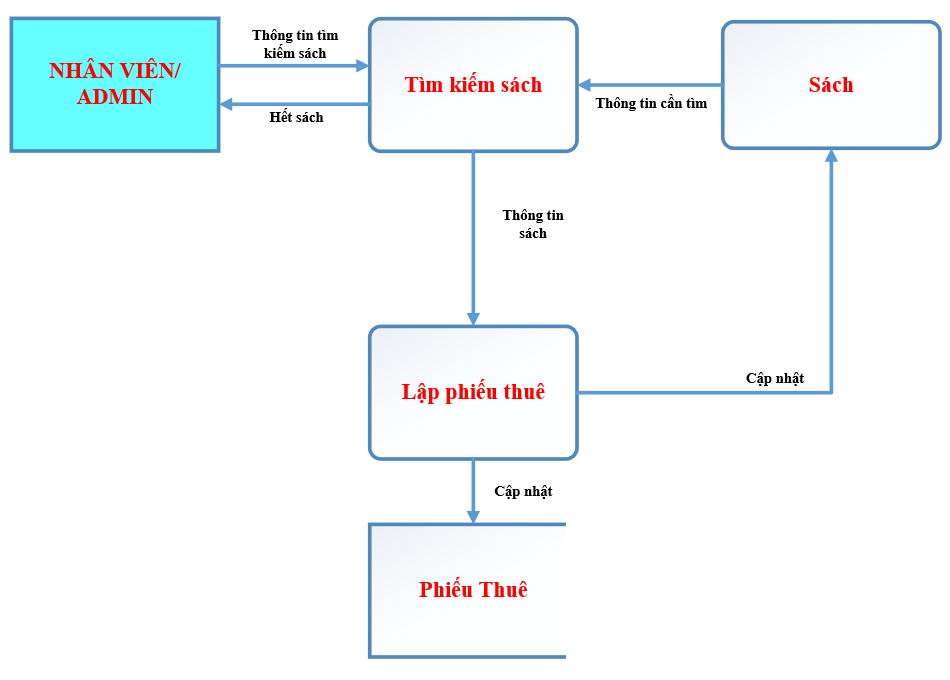 NHÂN VIÊN/
ADMIN
Thông tin tìm
kiếm sách
Hết sách
Tìm kiếm sách
Thông tin cần tìm
Sách
Thông tin
sách
Lập phiếu thuê
Cập nhật
Cập nhật
Phiếu Thuê